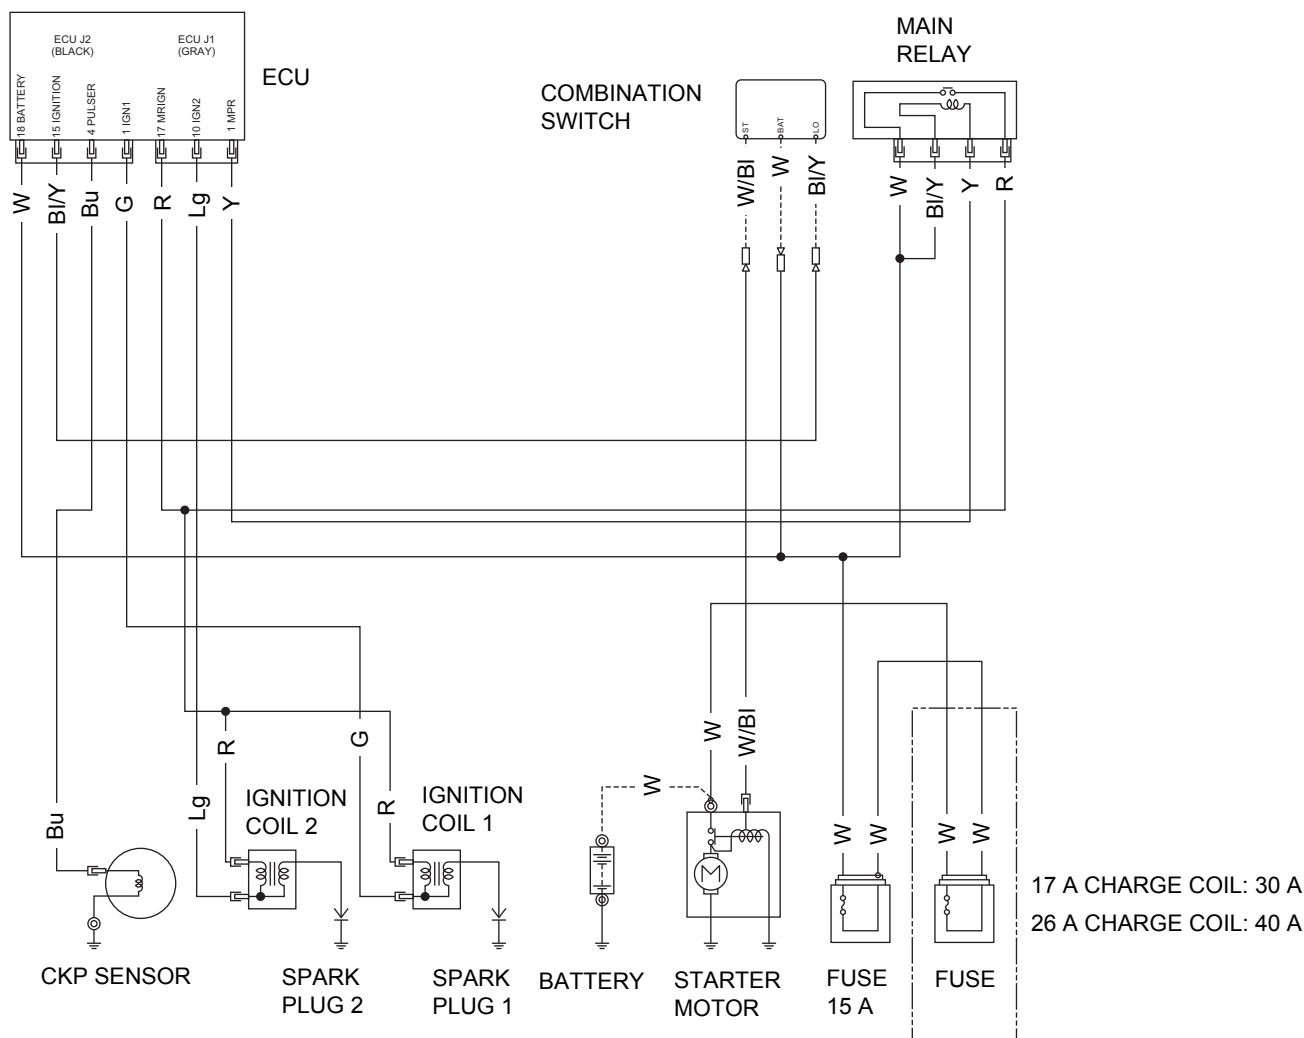 ECU J2
(BLACK)
ECU J1
(GRAY)
ECU
18 BATTERY
15 IGNITION
4 PULSER
1 IGN1
17 MRIGN
10 IGN2
1 MPR
W
Bl/Y
Bu
G
R
Lg
Y
COMBINATION
SWITCH
ST
BAT
LO
W/Bl
W
Bl/Y
MAIN
RELAY
W
Bl/Y
Y
R
Bu
Lg
R
G
R
W
W
W/Bl
W
W
W
W
IGNITION
COIL 2
IGNITION
COIL 1
M
CKP SENSOR
SPARK
PLUG 2
SPARK
PLUG 1
BATTERY
STARTER
MOTOR
FUSE
15 A
FUSE
17 A CHARGE COIL: 30 A
26 A CHARGE COIL: 40 A